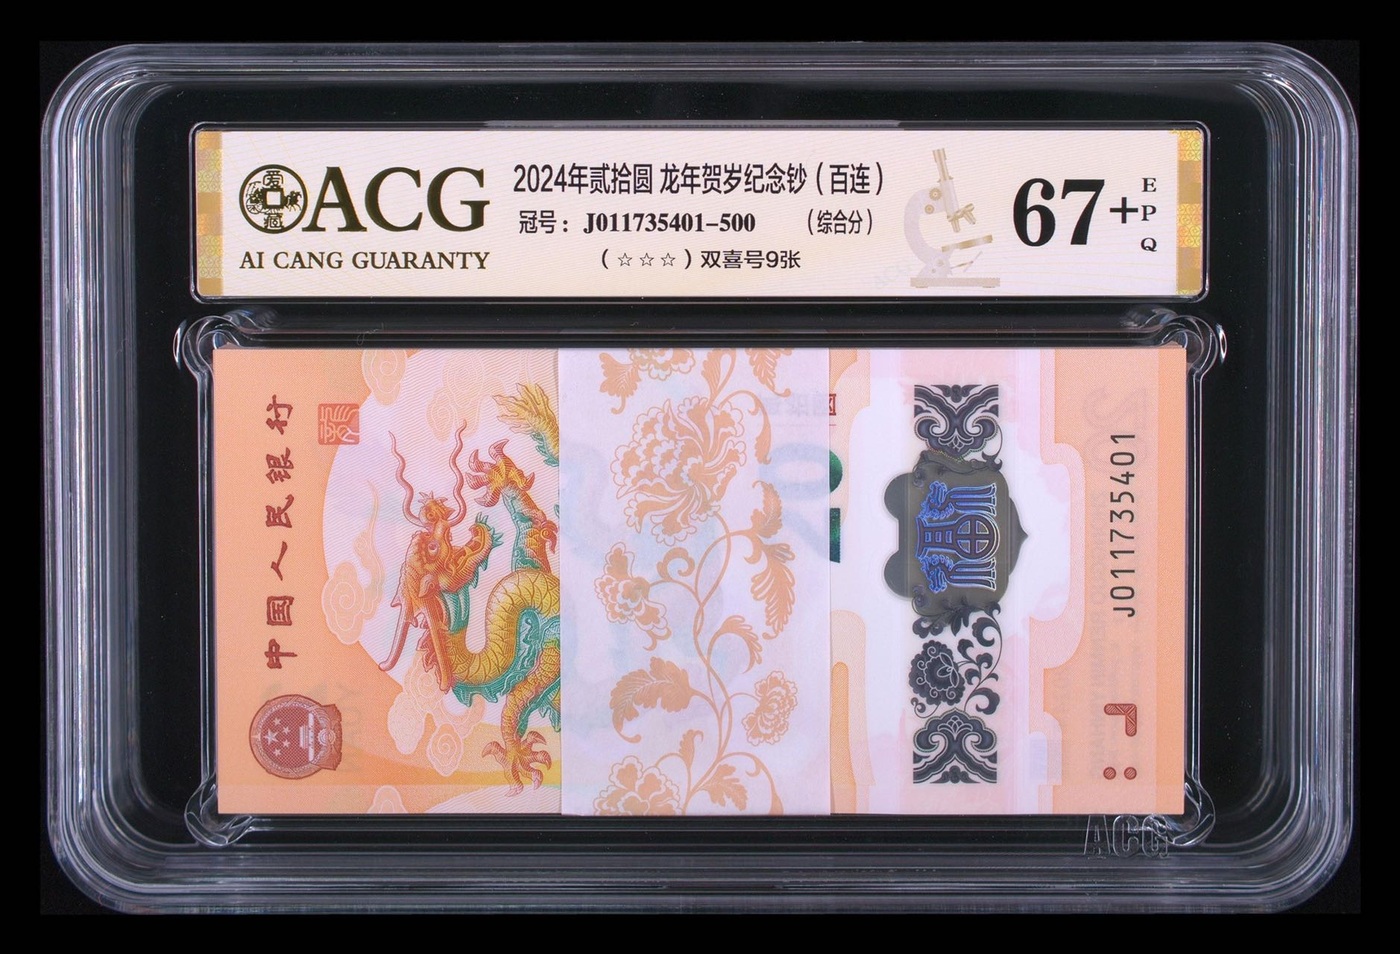 ACG
AI CANG GUARANTY
2024年贰拾圆 龙年贺岁纪念钞（百连）
冠号：J011735401-500 （综合分）
（☆☆☆）双喜号9张
67+
EPQ
中国人民银行
J011735401
ACG